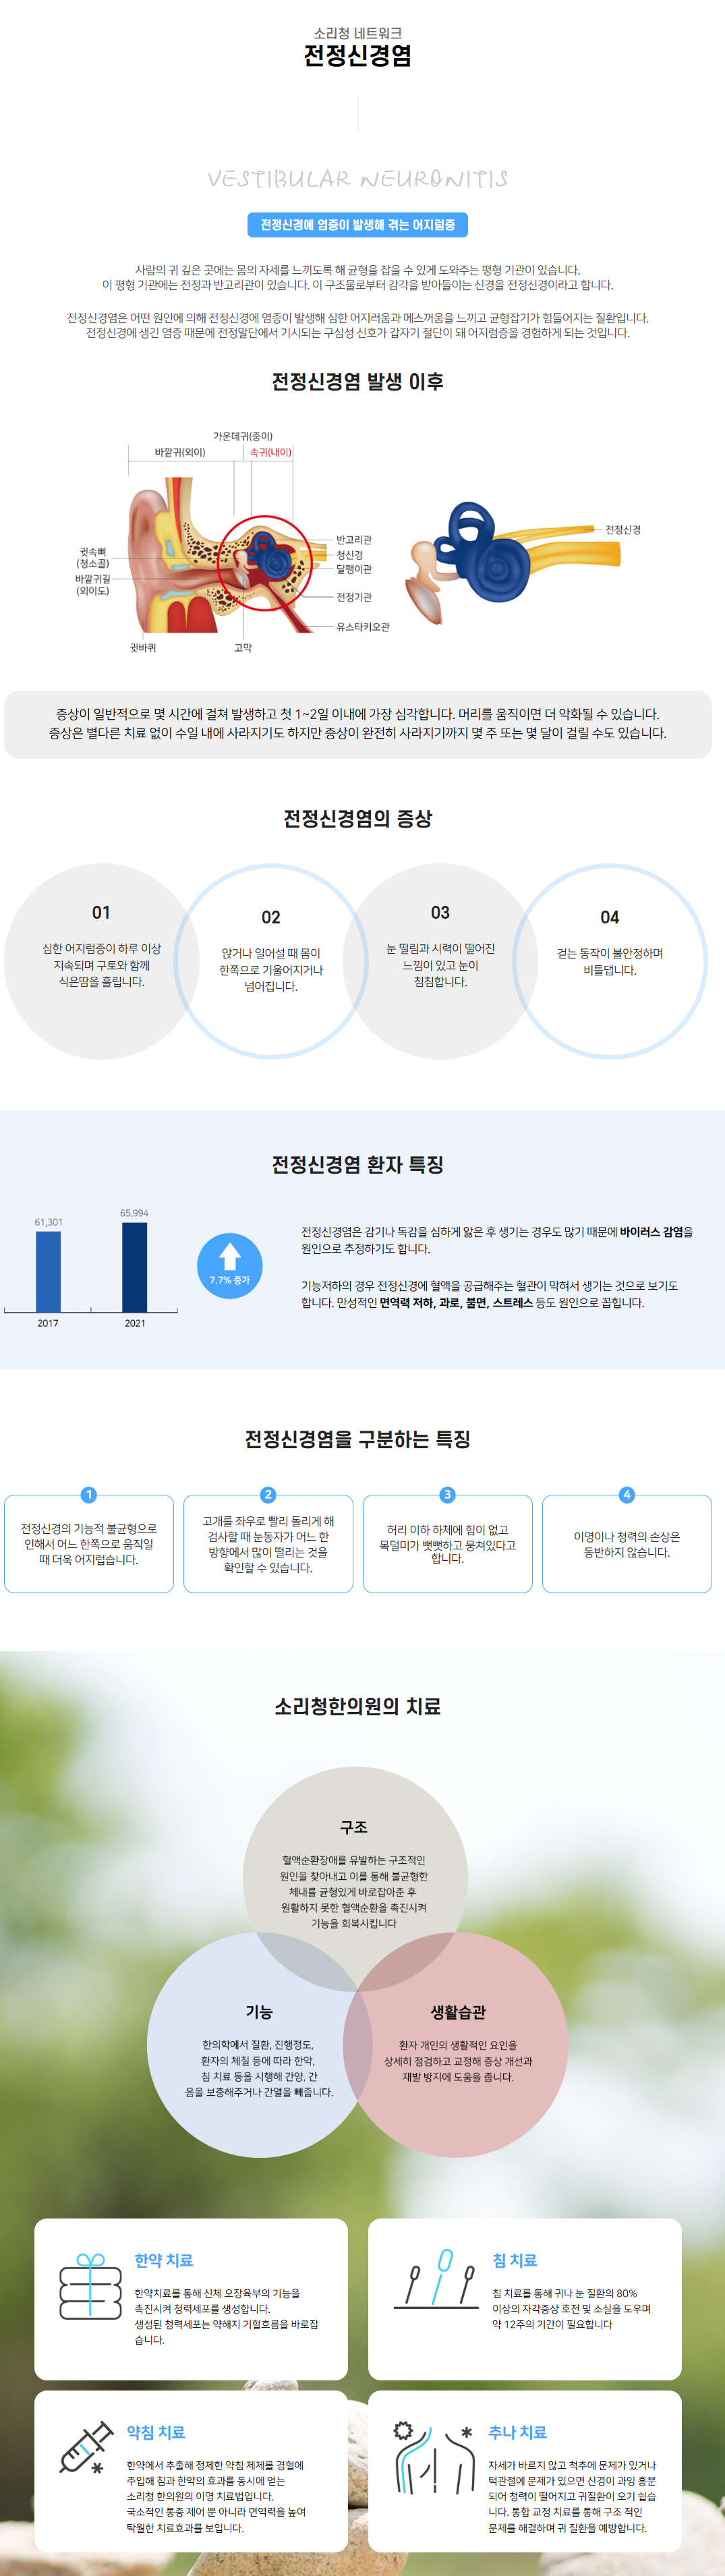 소리청 네트워크
전정신경염
VESTIBULAR NEURONITIS
전정신경에 염증이 발생해 겪는 어지럼증
사람의 귀 깊은 곳에는 몸의 자세를 느끼도록 해 균형을 잡을 수 있게 도와주는 평형 기관이 있습니다.
이 평형 기관에는 전정과 반고리관이 있습니다. 이 구조물로부터 감각을 받아들이는 신경을 전정신경이라고 합니다.
전정신경염은 어떤 원인에 의해 전정신경에 염증이 발생해 심한 어지러움과 메스꺼움을 느끼고 균형잡기가 힘들어지는 질환입니다.
전정신경에 생긴 염증 때문에 전정말단에서 기시되는 구심성 신호가 갑자기 절단이 돼 어지럼증을 경험하게 되는 것입니다.
전정신경염 발생 이후
가운데귀(중이)
바깥귀(외이)
속귀(내이)
귓속뼈
(청소골)
바깥귀길
(외이도)
귓바퀴
고막
반고리관
청신경
달팽이관
전정기관
유스타키오관
전정신경
증상이 일반적으로 몇 시간에 걸쳐 발생하고 첫 1~2일 이내에 가장 심각합니다. 머리를 움직이면 더 악화될 수 있습니다.
증상은 별다른 치료 없이 수일 내에 사라지기도 하지만 증상이 완전히 사라지기까지 몇 주 또는 몇 달이 걸릴 수도 있습니다.
전정신경염의 증상
01
심한 어지럼증이 하루 이상
지속되며 구토와 함께
식은땀을 흘립니다.
02
앉거나 일어설 때 몸이
한쪽으로 기울어지거나
넘어집니다.
03
눈 떨림과 시력이 떨어진
느낌이 있고 눈이
침침합니다.
04
걷는 동작이 불안정하며
비틀댑니다.
전정신경염 환자 특징
61,301
65,994
2017
2021
7.7% 증가
전정신경염은 감기나 독감을 심하게 앓은 후 생기는 경우도 많기 때문에 바이러스 감염을
원인으로 추정하기도 합니다.
기능저하의 경우 전정신경에 혈액을 공급해주는 혈관이 막혀서 생기는 것으로 보기도
합니다. 만성적인 면역력 저하, 과로, 불면, 스트레스 등도 원인으로 꼽힙니다.
전정신경염을 구분하는 특징
1
전정신경의 기능적 불균형으로
인해서 어느 한쪽으로 움직일
때 더욱 어지럽습니다.
2
고개를 좌우로 빨리 돌리게 해
검사할 때 눈동자가 어느 한
방향에서 많이 떨리는 것을
확인할 수 있습니다.
3
허리 이하 하체에 힘이 없고
목덜미가 뻣뻣하고 뭉쳐있다고
합니다.
4
이명이나 청력의 손상은
동반하지 않습니다.
소리청한의원의 치료
구조
혈액순환장애를 유발하는 구조적인
원인을 찾아내고 이를 통해 불균형한
체내를 균형있게 바로잡아준 후
원활하지 못한 혈액순환을 촉진시켜
기능을 회복시킵니다
기능
한의학에서 질환, 진행정도,
환자의 체질 등에 따라 한약,
침 치료 등을 시행해 간양, 간
음을 보충해주거나 간열을 빼줍니다.
생활습관
환자 개인의 생활적인 요인을
상세히 점검하고 교정해 증상 개선과
재발 방지에 도움을 줍니다.
한약 치료
한약치료를 통해 신체 오장육부의 기능을
촉진시켜 청력세포를 생성합니다.
생성된 청력세포는 약해지 기혈흐름을 바로잡
습니다.
침 치료
침 치료를 통해 귀나 눈 질환의 80%
이상의 자각증상 호전 및 소실을 도우며
약 12주의 기간이 필요합니다
약침 치료
한약에서 추출해 정제한 약침 제제를 경혈에
주입해 침과 한약의 효과를 동시에 얻는
소리청 한의원의 이명 치료법입니다.
국소적인 통증 제어 뿐 아니라 면역력을 높여
탁월한 치료효과를 보입니다.
추나 치료
자세가 바르지 않고 척추에 문제가 있거나
턱관절에 문제가 있으면 신경이 과잉 흥분
되어 청력이 떨어지고 귀질환이 오기 쉽습
니다. 통합 교정 치료를 통해 구조 적인
문제를 해결하며 귀 질환을 예방합니다.